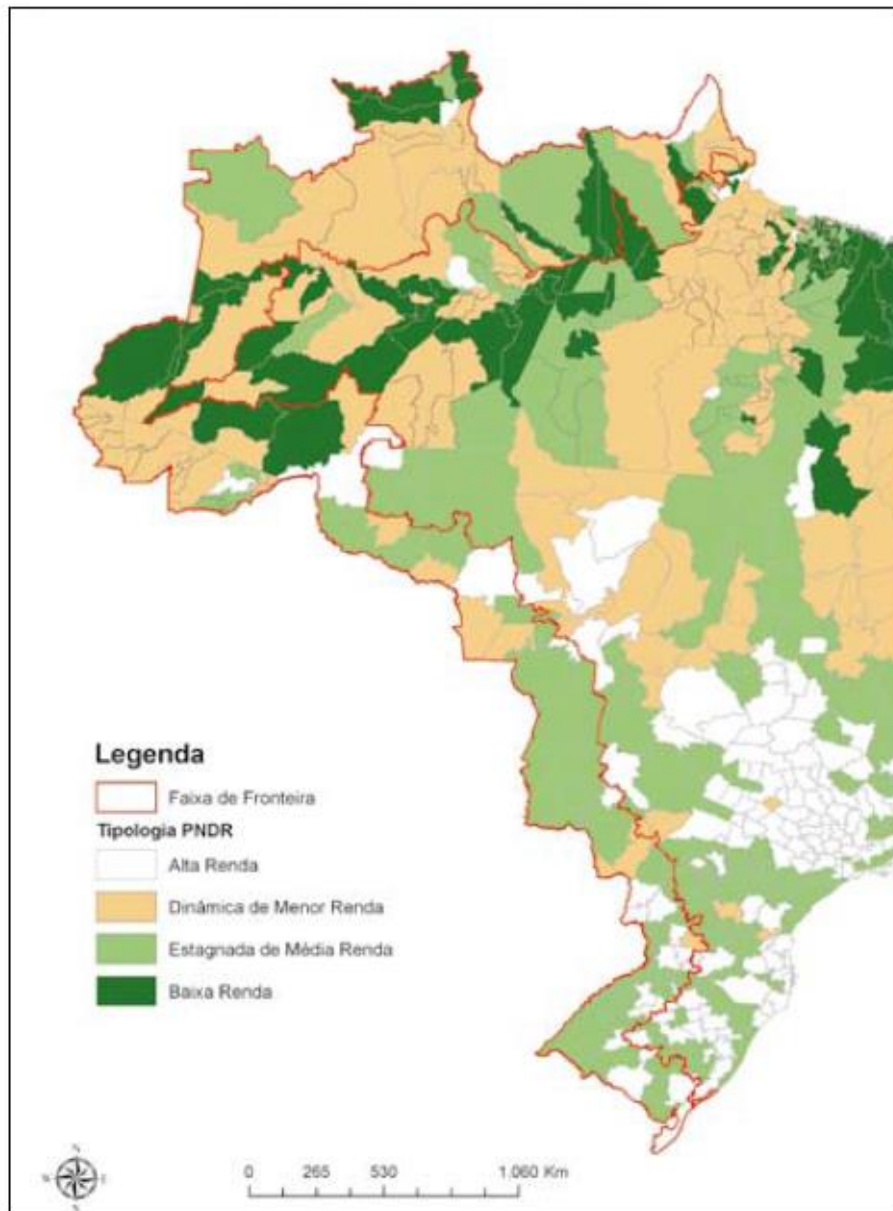 Legenda
Faixa de Fronteira
Tipologia PNDR
Alta Renda
Dinâmica de Menor Renda
Estagnada de Média Renda
Baixa Renda
0 265 530 1.060 Km